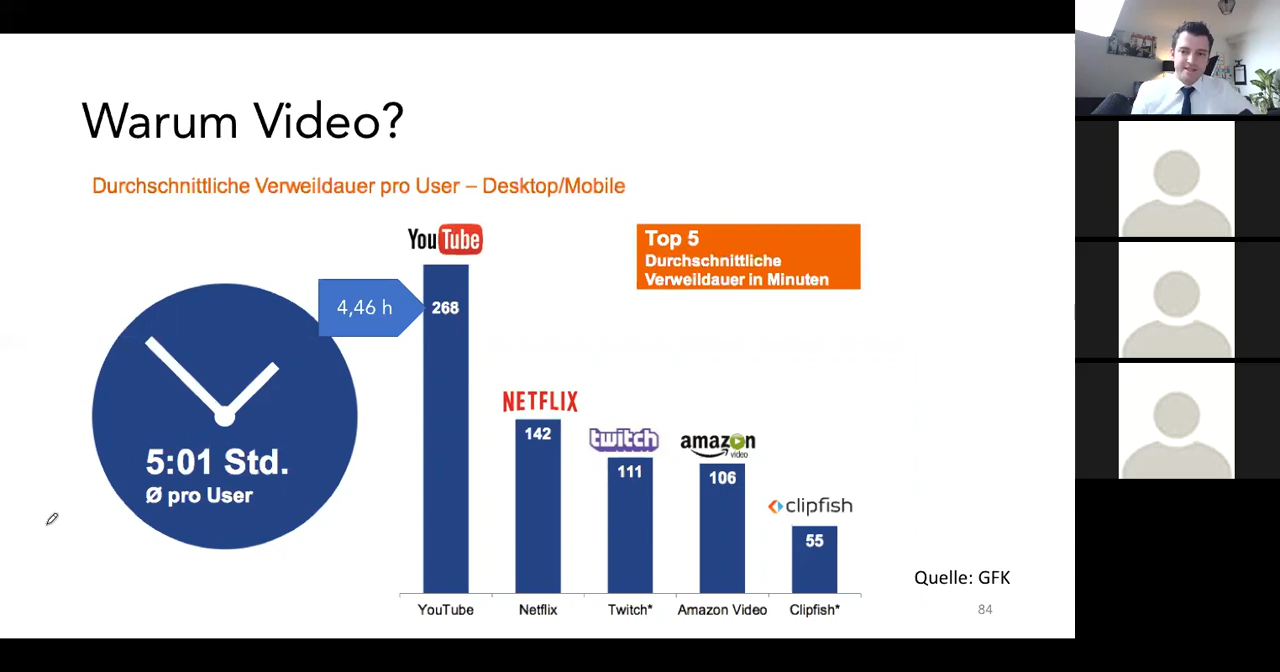 Warum Video?
Durchschnittliche Verweildauer pro User – Desktop/Mobile
YouTube
Top 5
Durchschnittliche
Verweildauer in Minuten
4,46 h
268
NETFLIX
142
twitch
111
amazon
video
106
clipfish
55
5:01 Std.
Ø pro User
Quelle: GFK
YouTube
Netflix
Twitch*
Amazon Video
Clipfish*
84